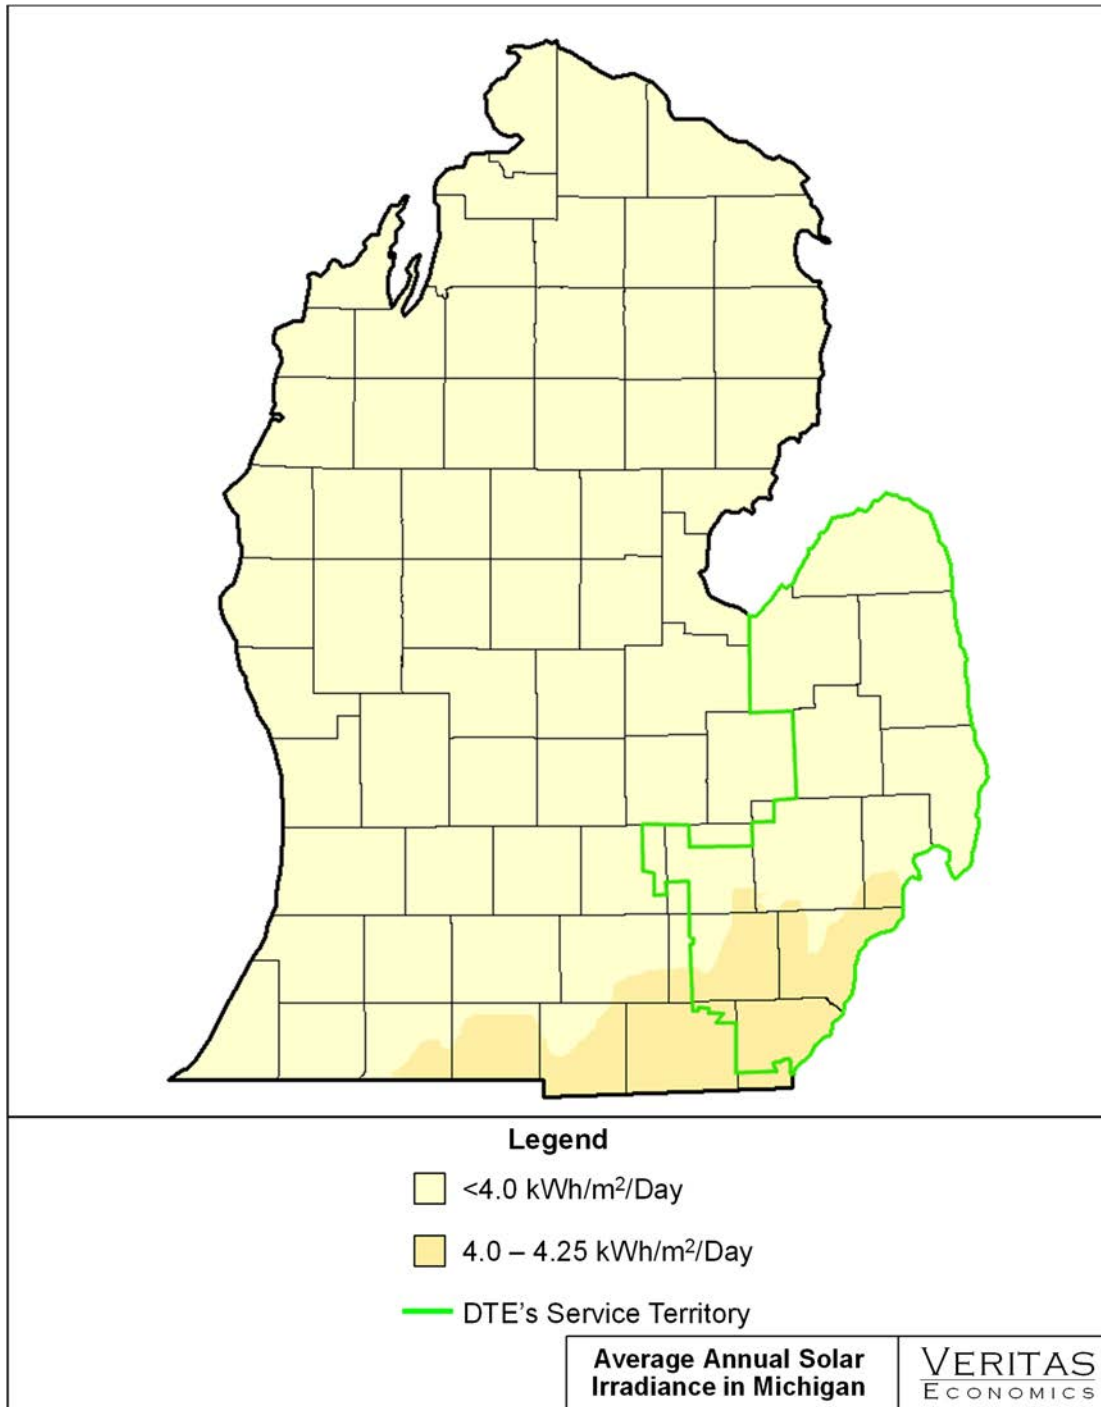 Legend
<4.0 kWh/m²/Day
4.0 – 4.25 kWh/m²/Day
DTE's Service Territory
Average Annual Solar
Irradiance in Michigan
VERITAS
ECONOMICS